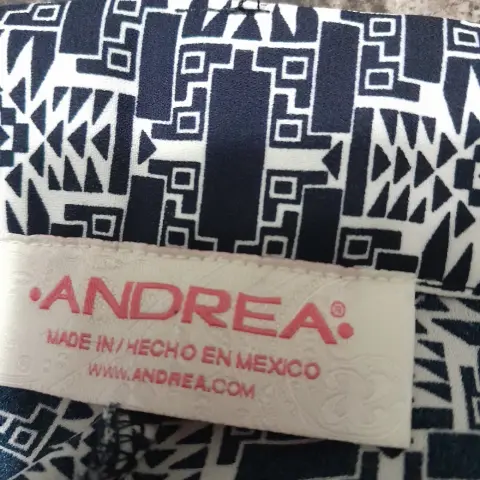 •ANDREA®•
MADE IN / HECHO EN MEXICO
WWW.ANDREA.COM